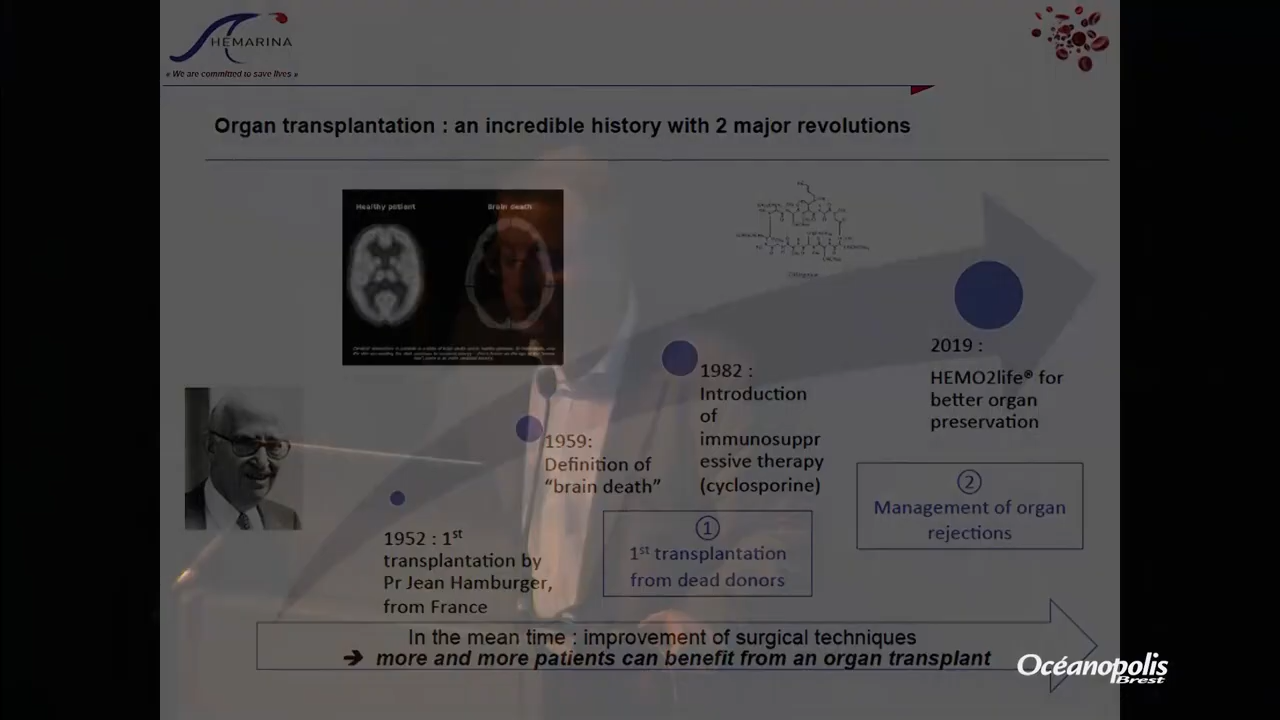 HEMARINA
« We are committed to save lives »
Organ transplantation : an incredible history with 2 major revolutions
Healthy patient
Brain death
1952 : 1st
transplantation by
Pr Jean Hamburger,
from France
1959:
Definition of
“brain death”
1982 :
Introduction
of
immunosuppr
essive therapy
(cyclosporine)
2019 :
HEMO2life® for
better organ
preservation
①
1st transplantation
from dead donors
②
Management of organ
rejections
In the mean time : improvement of surgical techniques
➔ more and more patients can benefit from an organ transplant
Océanopolis
Brest